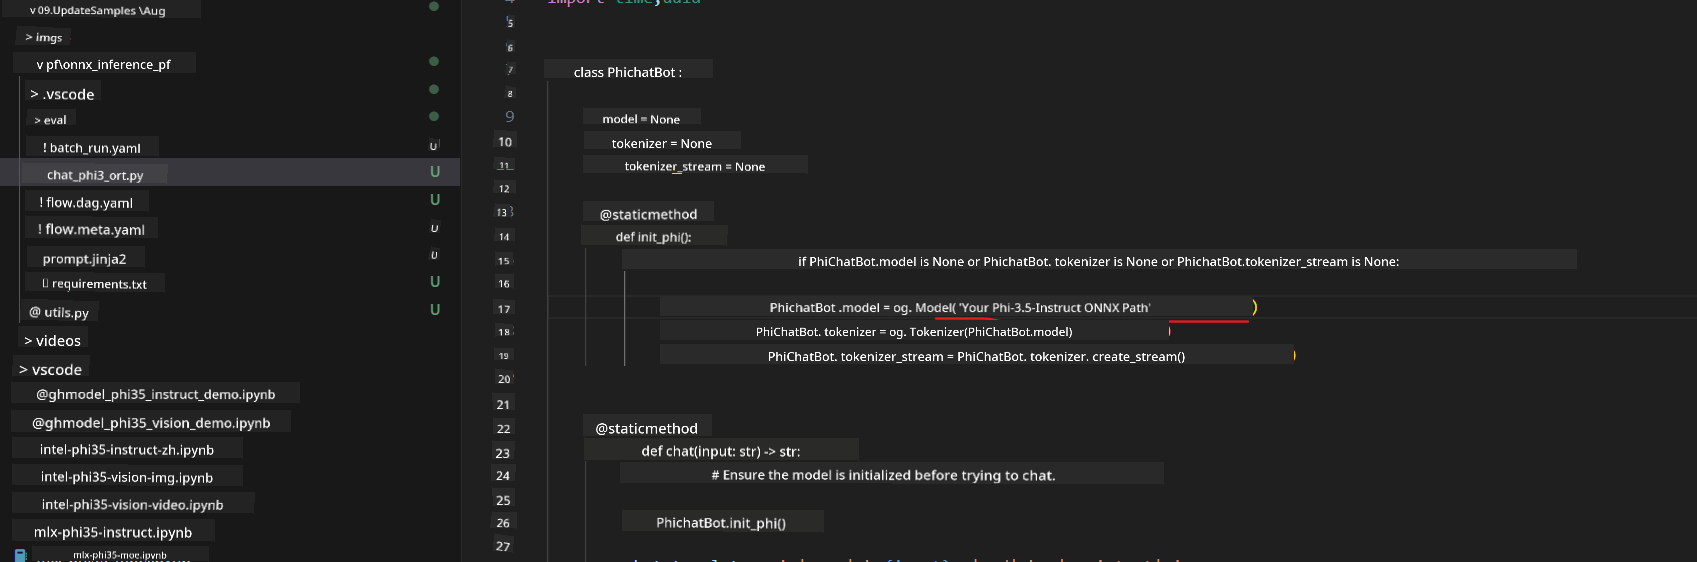 v 09.UpdateSamples \Aug
> imgs
v pf\onnx_inference_pf
> .vscode
> eval
! batch_run.yaml U
chat_phi3_ort.py U
! flow.dag.yaml U
! flow.meta.yaml U
prompt.jinja2 U
requirements.txt U
@ utils.py U
> videos
> vscode
@ghmodel_phi35_instruct_demo.ipynb
@ghmodel_phi35_vision_demo.ipynb
intel-phi35-instruct-zh.ipynb
intel-phi35-vision-img.ipynb
intel-phi35-vision-video.ipynb
mlx-phi35-instruct.ipynb
mlx-phi35-moe.ipynb
import time,uuid
5
6
7 class PhichatBot :
8
9 model = None
10 tokenizer = None
11 tokenizer_stream = None
12
13 @staticmethod
14 def init_phi():
15 if PhiChatBot.model is None or PhiChatBot. tokenizer is None or PhichatBot.tokenizer_stream is None:
16
17 PhichatBot .model = og. Model( 'Your Phi-3.5-Instruct ONNX Path' )
18 PhiChatBot. tokenizer = og. Tokenizer(PhiChatBot.model) )
19 PhiChatBot. tokenizer_stream = PhiChatBot. tokenizer. create_stream() )
20
21
22 @staticmethod
23 def chat(input: str) -> str:
24 # Ensure the model is initialized before trying to chat.
25
26 PhichatBot.init_phi()
27